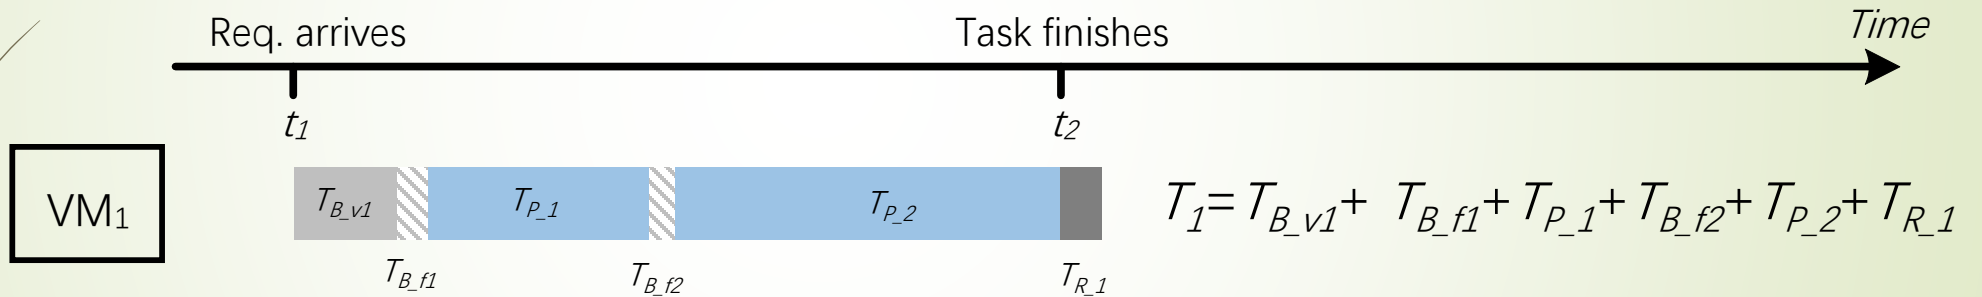 Req. arrives
Task finishes
Time
t1
t2
VM1
TB_v1
TP_1
TP_2
T1= TB_v1+ TB_f1+ TP_1+ TB_f2+ TP_2+ TR_1
TB_f1
TB_f2
TR_1